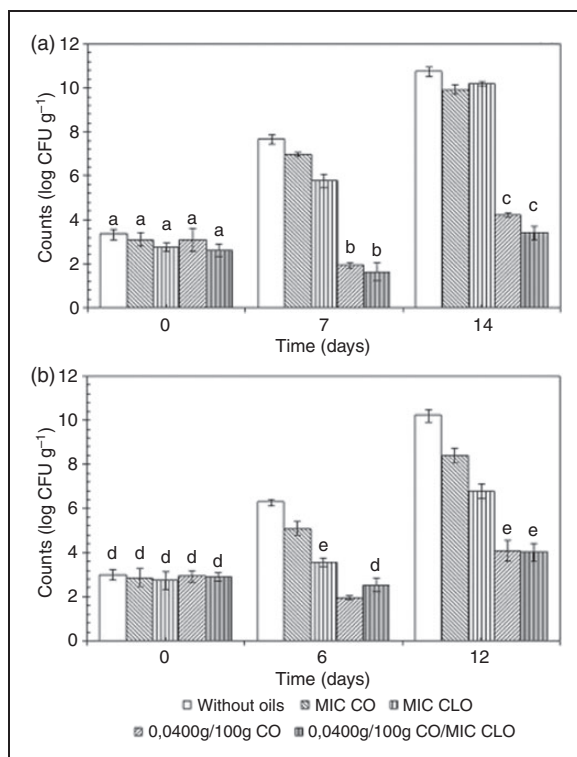 (a)
Counts (log CFU g⁻¹)
12
10
8
6
4
2
0
a a a a a
b b
c c
0 7 14
Time (days)
(b)
Counts (log CFU g⁻¹)
12
10
8
6
4
2
0
d d d d d
e d
e e
0 6 12
Time (days)
Without oils MIC CO MIC CLO
0,0400g/100g CO 0,0400g/100g CO/MIC CLO